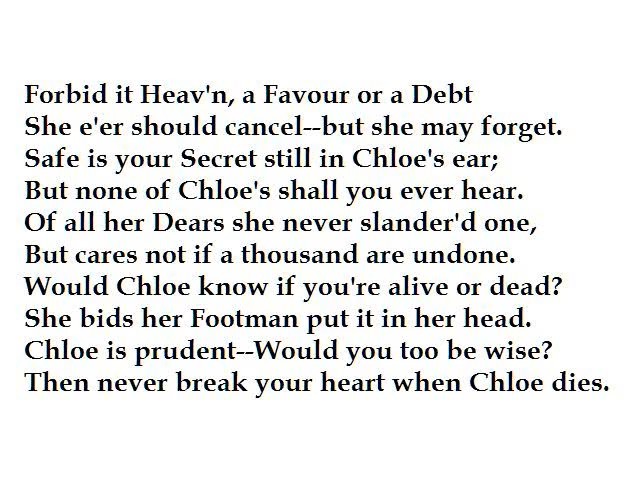 Forbid it Heav'n, a Favour or a Debt
She e'er should cancel--but she may forget.
Safe is your Secret still in Chloe's ear;
But none of Chloe's shall you ever hear.
Of all her Dears she never slander'd one,
But cares not if a thousand are undone.
Would Chloe know if you're alive or dead?
She bids her Footman put it in her head.
Chloe is prudent--Would you too be wise?
Then never break your heart when Chloe dies.